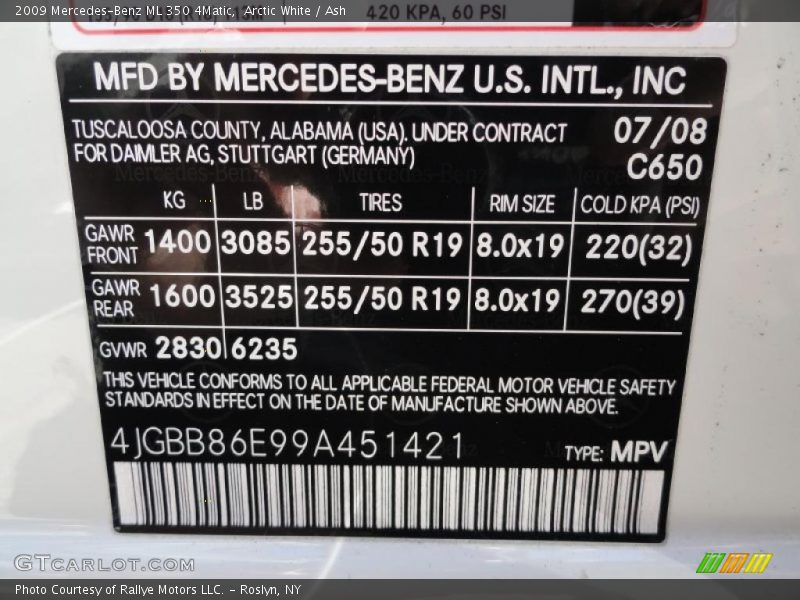 2009 Mercedes-Benz ML 350 4Matic, Arctic White / Ash
420 KPA, 60 PSI
MFD BY MERCEDES-BENZ U.S. INTL., INC
TUSCALOOSA COUNTY, ALABAMA (USA). UNDER CONTRACT 07/08
FOR DAIMLER AG, STUTTGART (GERMANY) C650
KG LB TIRES RIM SIZE COLD KPA (PSI)
GAWR FRONT 1400 3085 255/50 R19 8.0x19 220(32)
GAWR REAR 1600 3525 255/50 R19 8.0x19 270(39)
GVWR 2830 6235
THIS VEHICLE CONFORMS TO ALL APPLICABLE FEDERAL MOTOR VEHICLE SAFETY
STANDARDS IN EFFECT ON THE DATE OF MANUFACTURE SHOWN ABOVE.
4JGBB86E99A451421 TYPE: MPV
GTCARLOT.COM
Photo Courtesy of Rallye Motors LLC. - Roslyn, NY